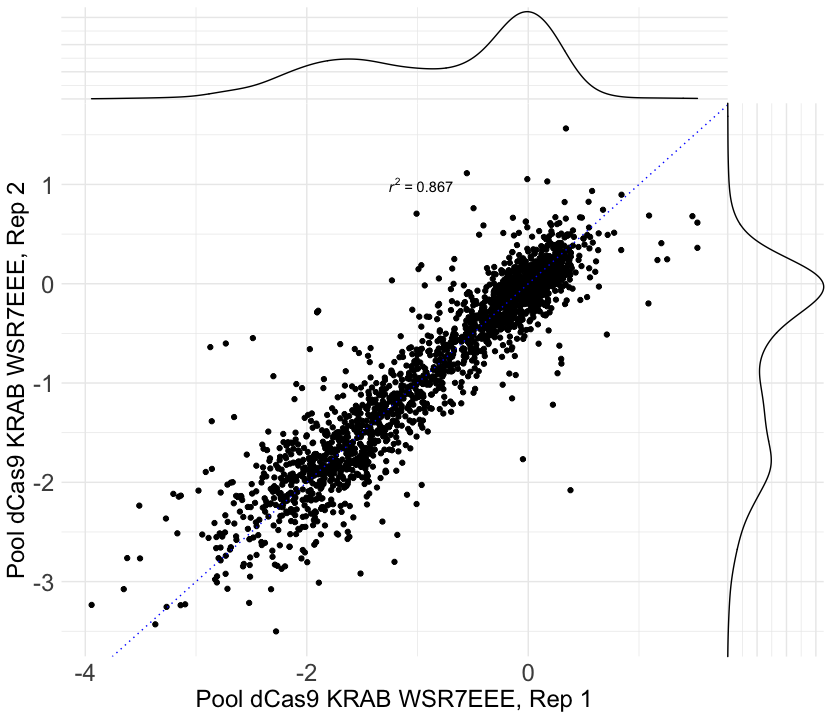 r² = 0.867
1
0
-1
-2
-3
Pool dCas9 KRAB WSR7EEE, Rep 2
-4
-2
0
Pool dCas9 KRAB WSR7EEE, Rep 1